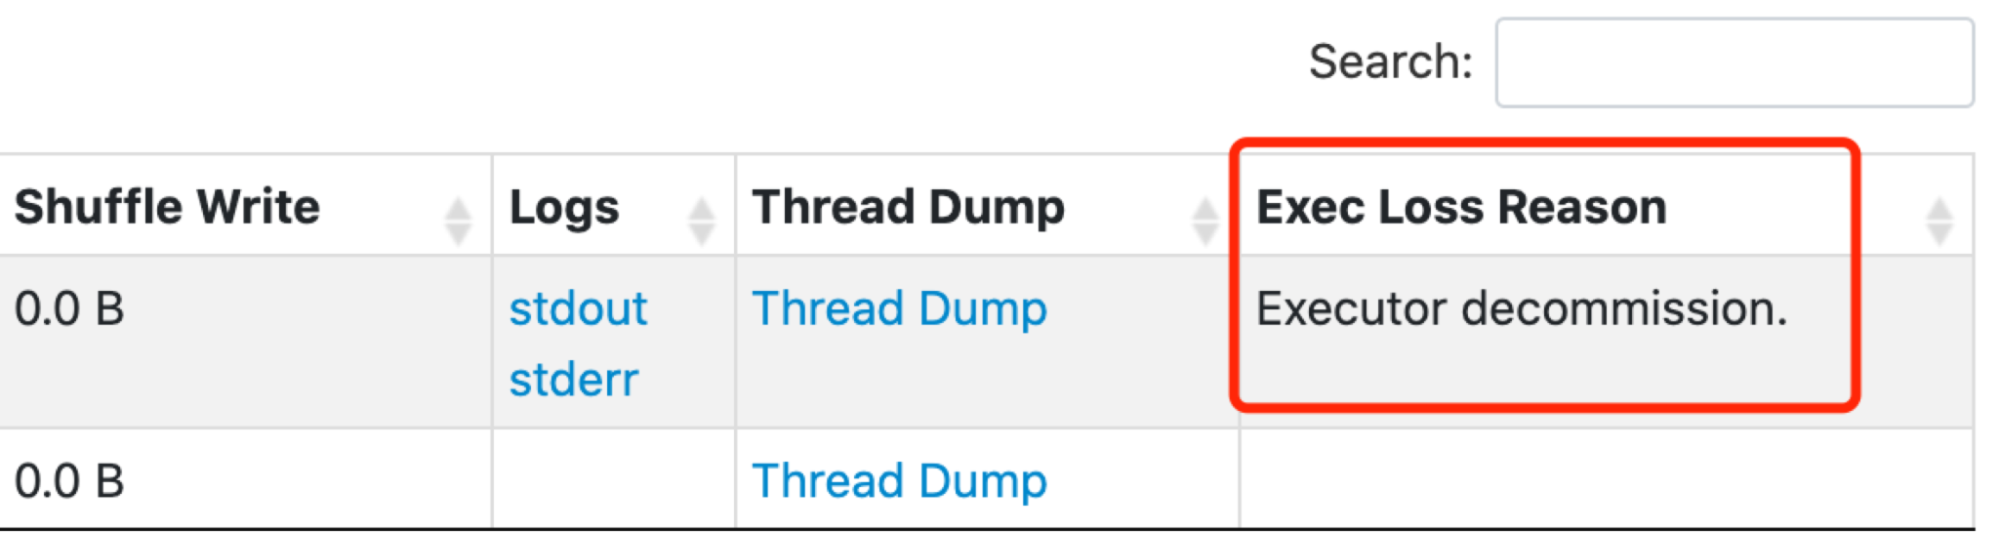 Search:
Shuffle Write Logs Thread Dump Exec Loss Reason
0.0 B stdout Thread Dump Executor decommission.
stderr
0.0 B Thread Dump